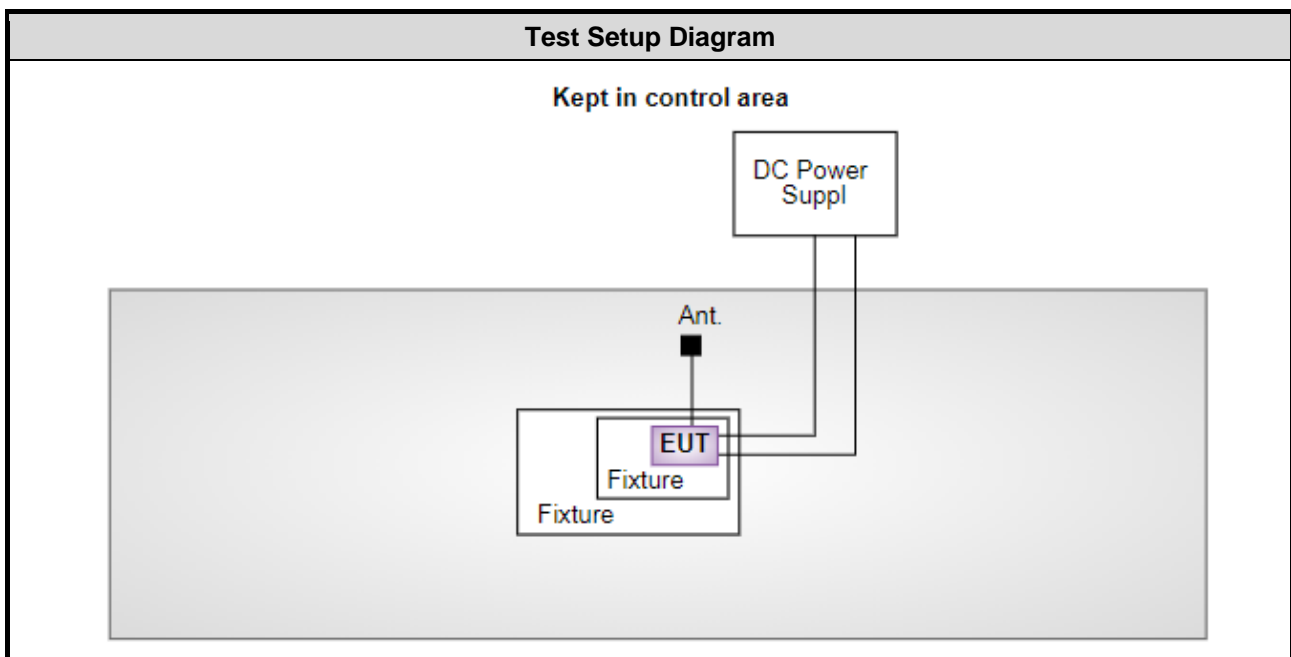 Test Setup Diagram
Kept in control area
DC Power
Suppl
Ant.
EUT
Fixture
Fixture